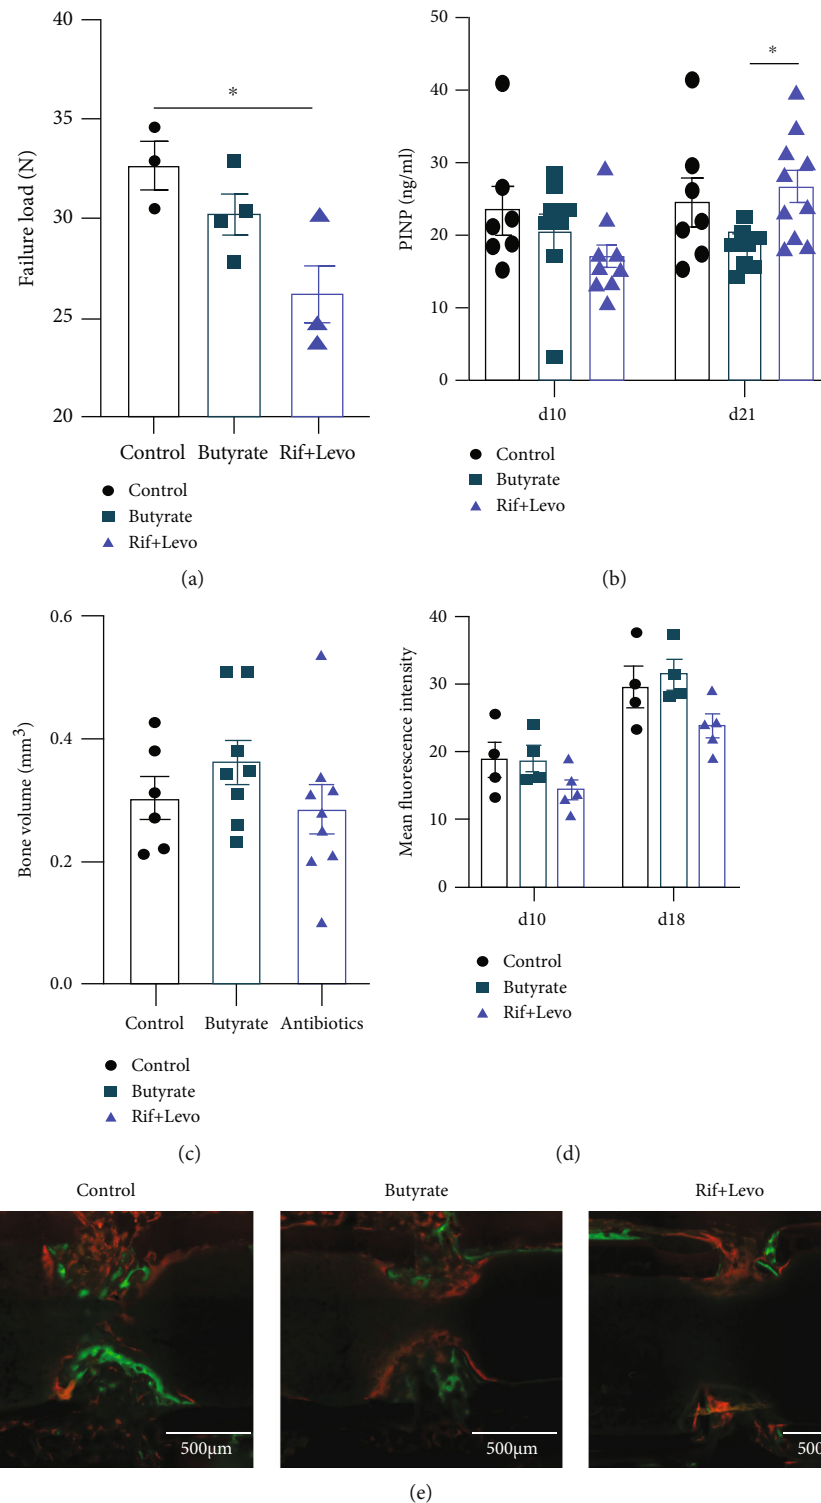 40
35
30
25
20
Failure load (N)
*
Control Butyrate Rif+Levo
Control
Butyrate
Rif+Levo
(a)
50
40
30
20
10
0
PINP (ng/ml)
*
d10 d21
Control
Butyrate
Rif+Levo
(b)
0.6
0.4
0.2
0.0
Bone volume (mm³)
Control Butyrate Antibiotics
Control
Butyrate
Rif+Levo
(c)
40
30
20
10
0
Mean fluorescence intensity
d10 d18
Control
Butyrate
Rif+Levo
(d)
Control Butyrate Rif+Levo
500μm 500μm 500
(e)